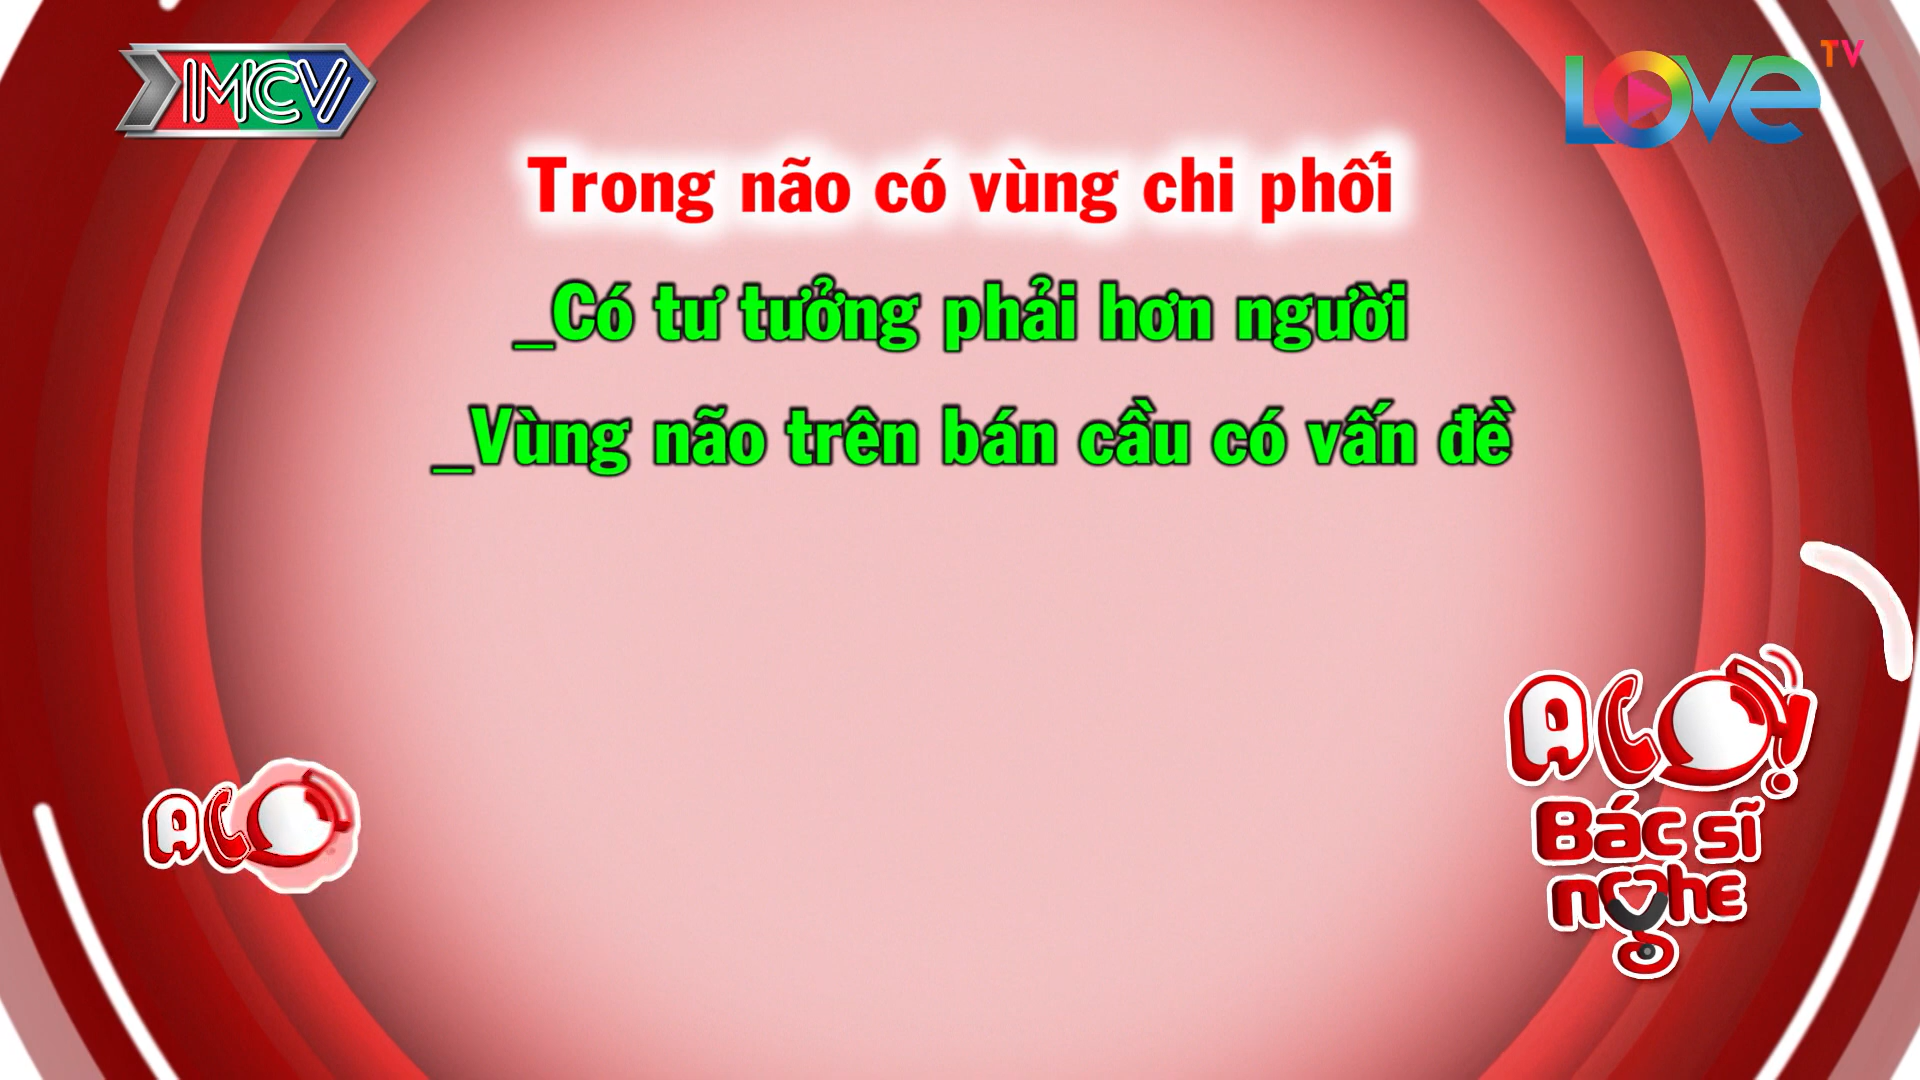 MCV
LOVE TV
Trong não có vùng chi phối
_Có tư tưởng phải hơn người
_Vùng não trên bán cầu có vấn đề
ALO!
Bác sĩ
nghe
ALO